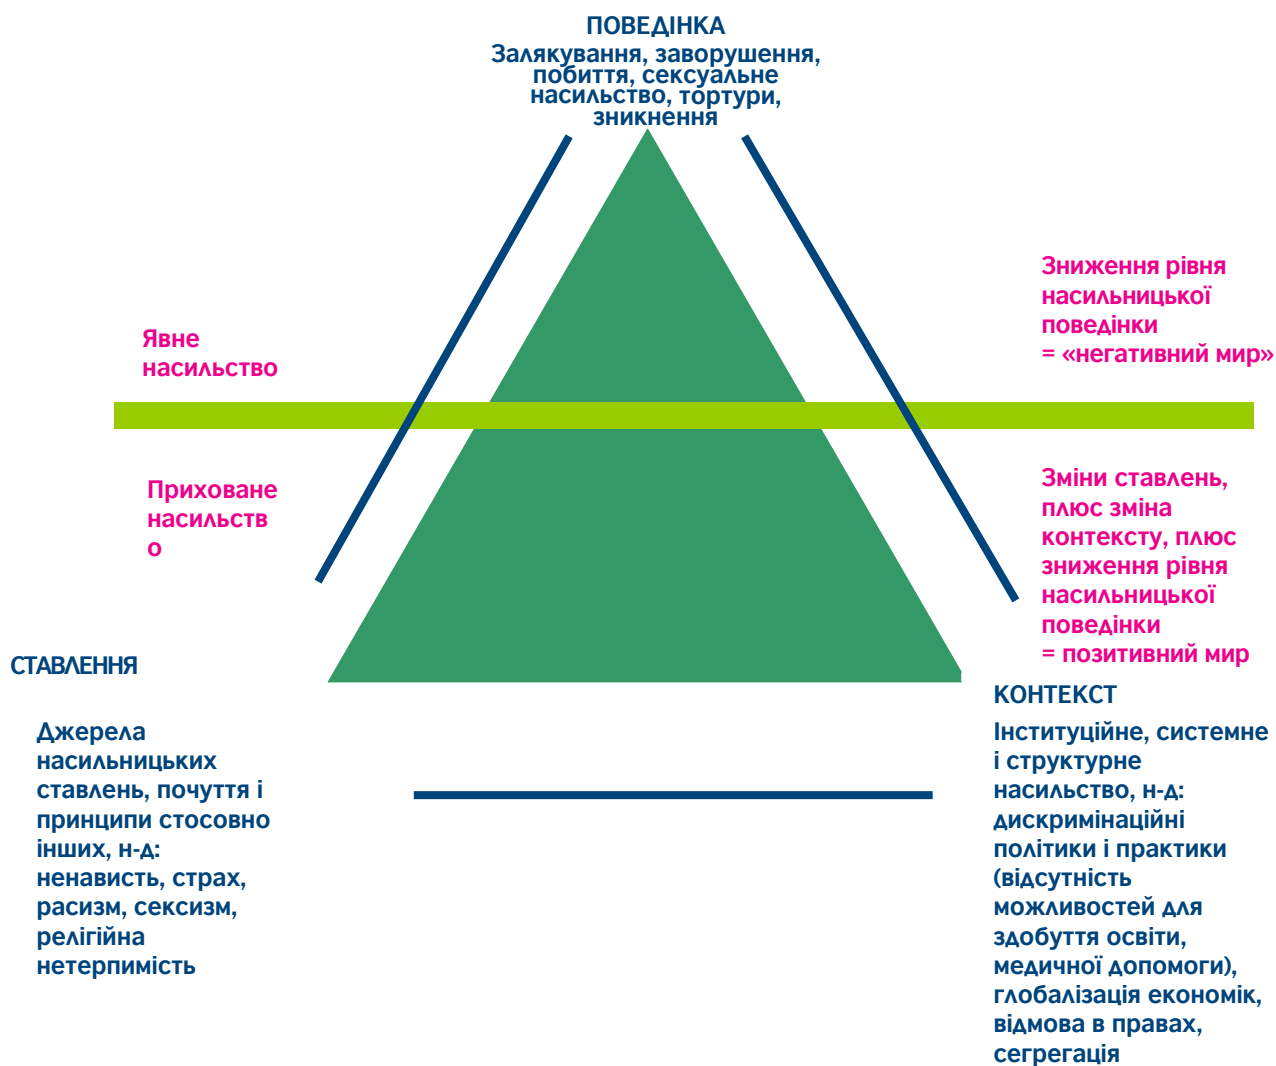 ПОВЕДІНКА
Залякування, заворушення,
побиття, сексуальне
насильство, тортури,
зникнення
Явне
насильство
Зниження рівня
насильницької
поведінки
= «негативний мир»
Приховане
насильств
о
Зміни ставлень,
плюс зміна
контексту, плюс
зниження рівня
насильницької
поведінки
= позитивний мир
СТАВЛЕННЯ
Джерела
насильницьких
ставлень, почуття і
принципи стосовно
інших, н-д:
ненависть, страх,
расизм, сексизм,
релігійна
нетерпимість
КОНТЕКСТ
Інституційне, системне
і структурне
насильство, н-д:
дискримінаційні
політики і практики
(відсутність
можливостей для
здобуття освіти,
медичної допомоги),
глобалізація економік,
відмова в правах,
сегрегація